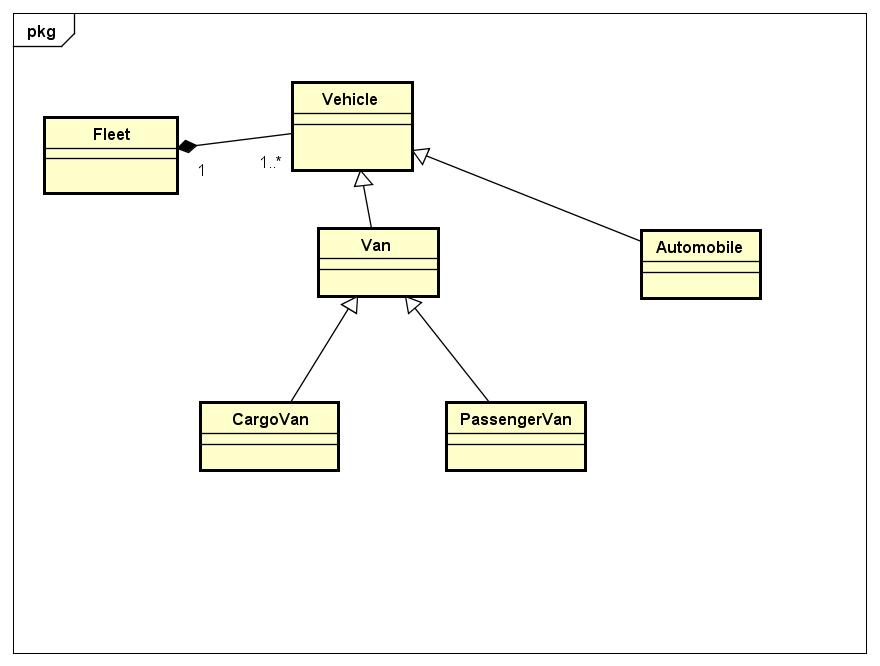 pkg
Vehicle
Fleet
1
1..*
Van
Automobile
CargoVan
PassengerVan